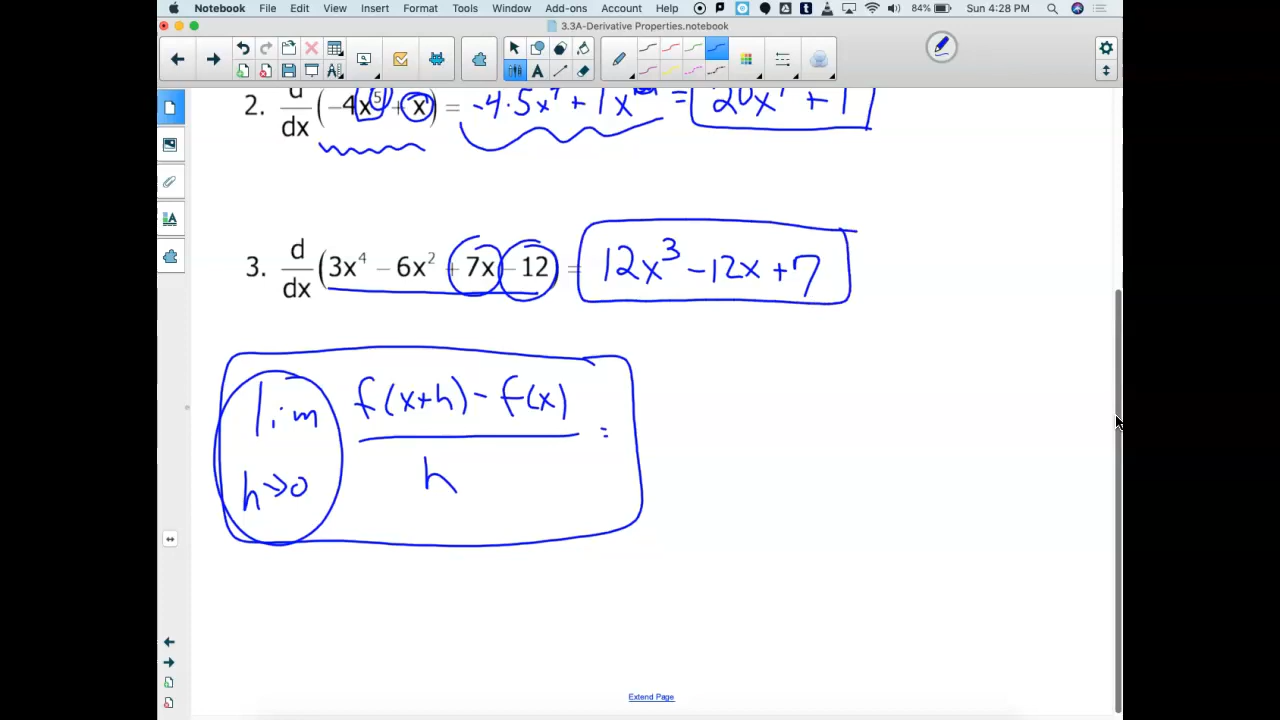 Notebook File Edit View Insert Format Tools Window Add-ons Account Help 84% Sun 4:28 PM
3.3A-Derivative Properties.notebook
2. d/dx (−4x⁵ + x) = -4·5x⁴ + 1x = 20x⁴ + 1
3. d/dx (3x⁴ − 6x² + 7x − 12) = 12x³ - 12x + 7
lim f(x+h) - f(x) =
h→0 h
Extend Page